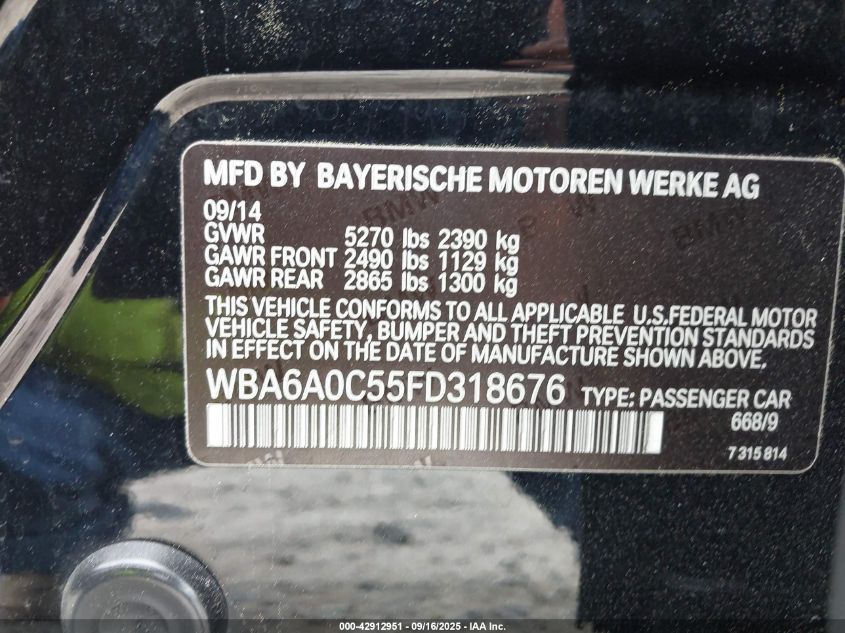 MFD BY BAYERISCHE MOTOREN WERKE AG
09/14
GVWR 5270 lbs 2390 kg
GAWR FRONT 2490 lbs 1129 kg
GAWR REAR 2865 lbs 1300 kg
THIS VEHICLE CONFORMS TO ALL APPLICABLE U.S.FEDERAL MOTOR
VEHICLE SAFETY, BUMPER AND THEFT PREVENTION STANDARDS
IN EFFECT ON THE DATE OF MANUFACTURE SHOWN ABOVE.
WBA6A0C55FD318676 TYPE: PASSENGER CAR
668/9
7 315 814
000-42912951 - 09/16/2025 - IAA Inc.